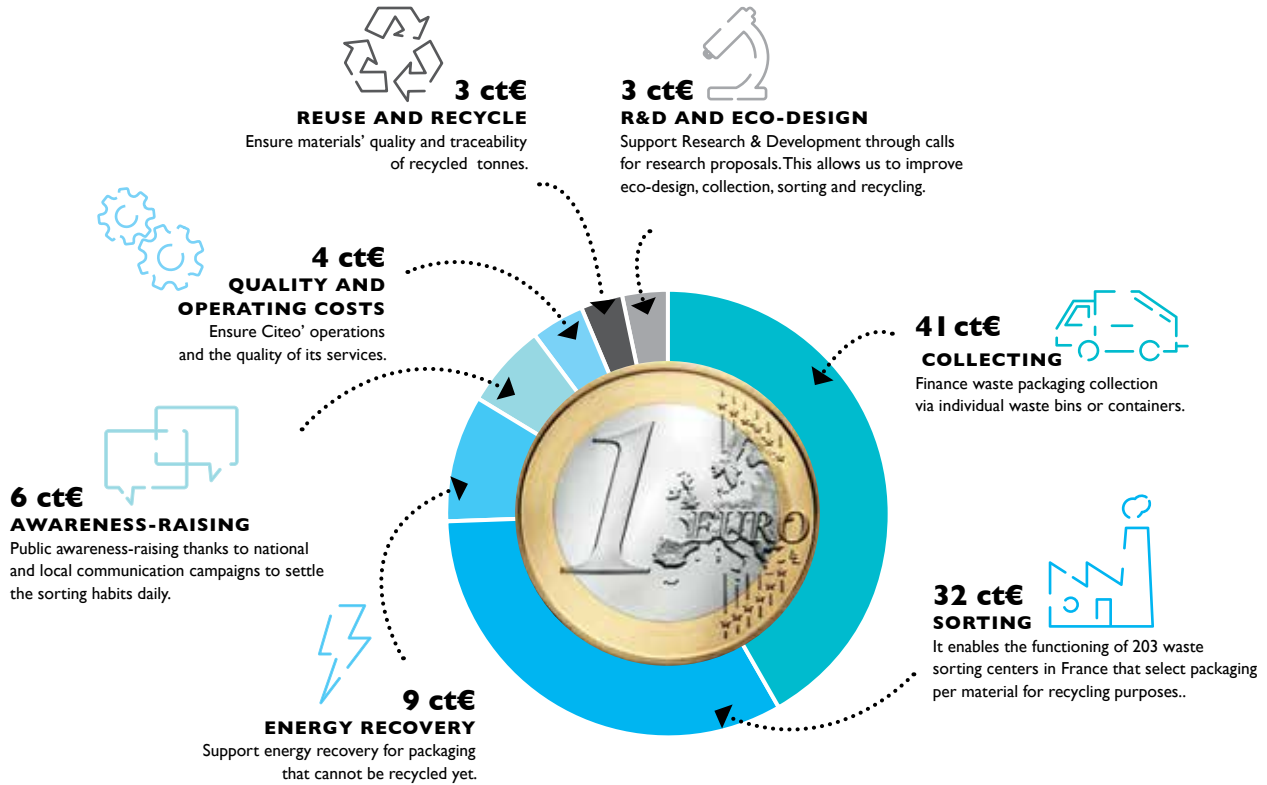 3 ct€
REUSE AND RECYCLE
Ensure materials' quality and traceability
of recycled tonnes.
3 ct€
R&D AND ECO-DESIGN
Support Research & Development through calls
for research proposals. This allows us to improve
eco-design, collection, sorting and recycling.
4 ct€
QUALITY AND
OPERATING COSTS
Ensure Citeo' operations
and the quality of its services.
41 ct€
COLLECTING
Finance waste packaging collection
via individual waste bins or containers.
6 ct€
AWARENESS-RAISING
Public awareness-raising thanks to national
and local communication campaigns to settle
the sorting habits daily.
1
EURO
32 ct€
SORTING
It enables the functioning of 203 waste
sorting centers in France that select packaging
per material for recycling purposes..
9 ct€
ENERGY RECOVERY
Support energy recovery for packaging
that cannot be recycled yet.